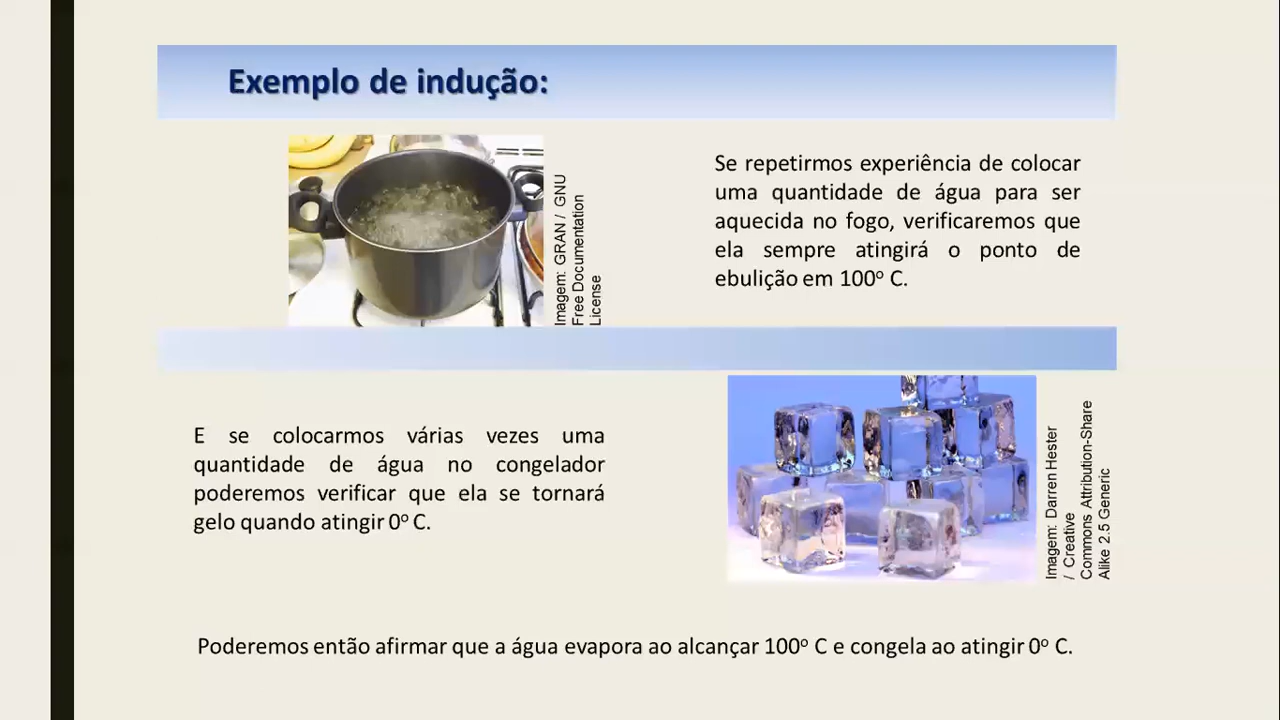 Exemplo de indução:
Se repetirmos experiência de colocar
uma quantidade de água para ser
aquecida no fogo, verificaremos que
ela sempre atingirá o ponto de
ebulição em 100º C.
Imagem: GRAN / GNU
Free Documentation
License
E se colocarmos várias vezes uma
quantidade de água no congelador
poderemos verificar que ela se tornará
gelo quando atingir 0º C.
Imagem: Darren Hester
/ Creative
Commons Attribution-Share
Alike 2.5 Generic
Poderemos então afirmar que a água evapora ao alcançar 100º C e congela ao atingir 0º C.